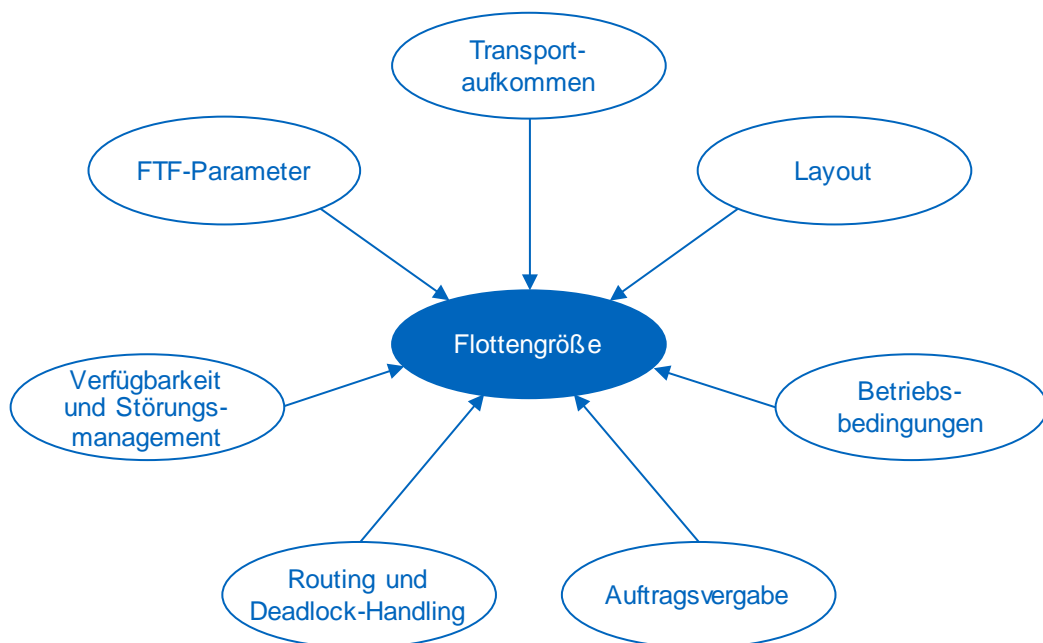 Transport-
aufkommen
FTF-Parameter
Layout
Flottengröße
Verfügbarkeit
und Störungs-
management
Betriebs-
bedingungen
Routing und
Deadlock-Handling
Auftragsvergabe